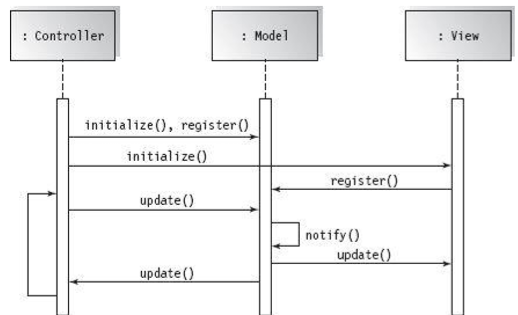 : Controller
: Model
: View
initialize(), register()
initialize()
register()
update()
notify()
update()
update()